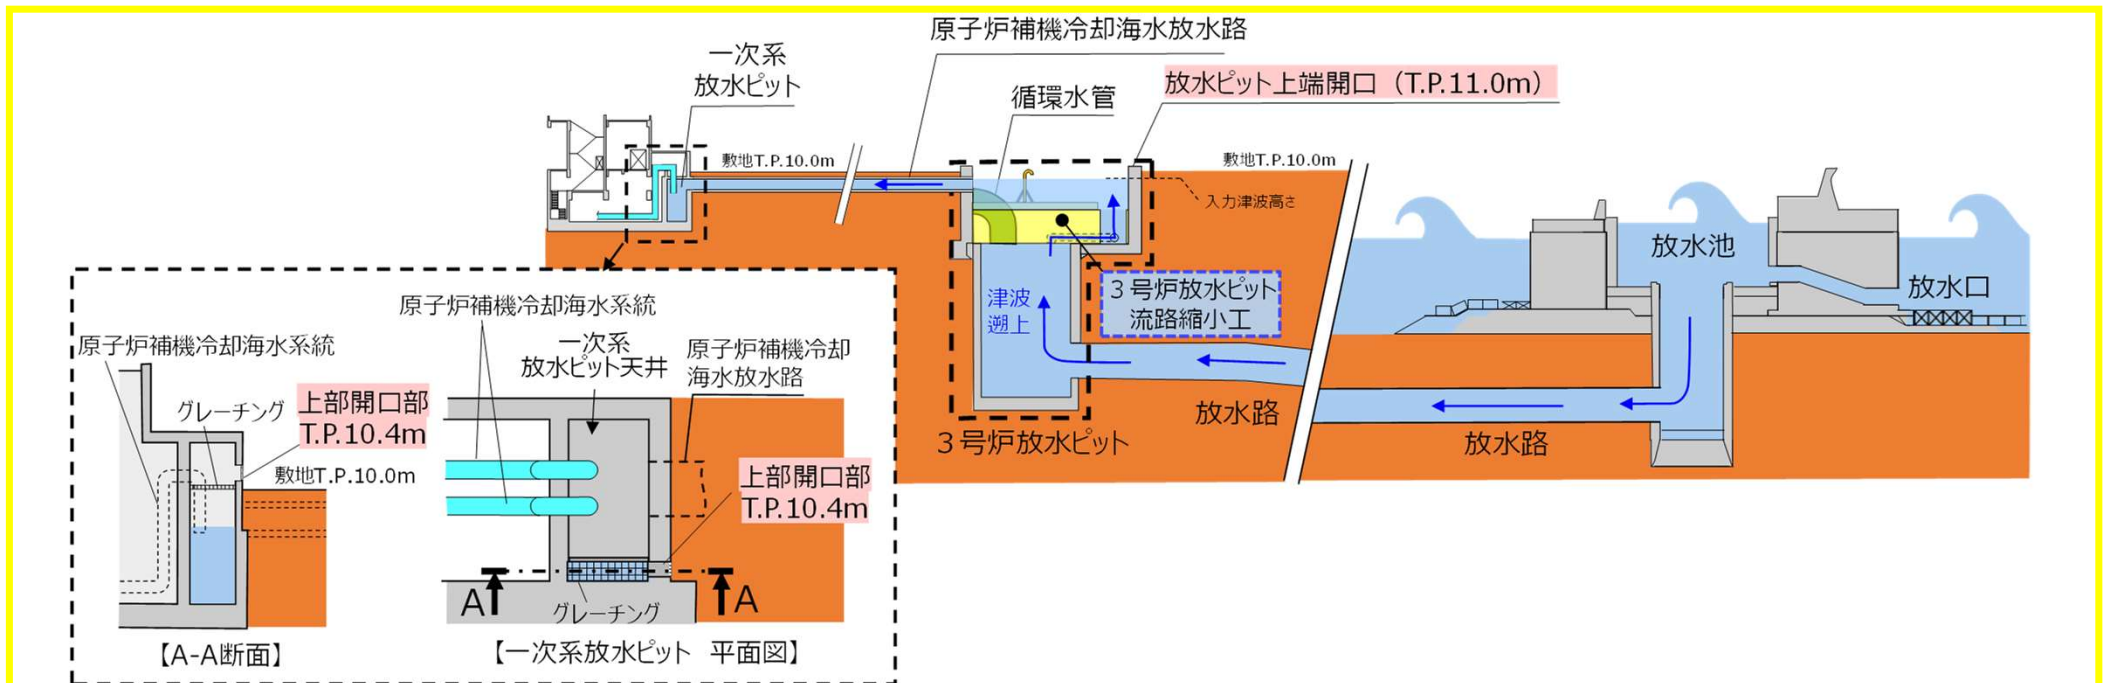 原子炉補機冷却海水放水路
一次系
放水ピット
循環水管
放水ピット上端開口（T.P.11.0m）
敷地T.P.10.0m
敷地T.P.10.0m
入力津波高さ
放水池
放水口
津波
遡上
３号炉放水ピット
流路縮小工
放水路
放水路
３号炉放水ピット
原子炉補機冷却海水系統
原子炉補機冷却海水系統
一次系
放水ピット天井
原子炉補機冷却
海水放水路
グレーチング
上部開口部
T.P.10.4m
敷地T.P.10.0m
上部開口部
T.P.10.4m
A
A
グレーチング
【A-A断面】
【一次系放水ピット　平面図】